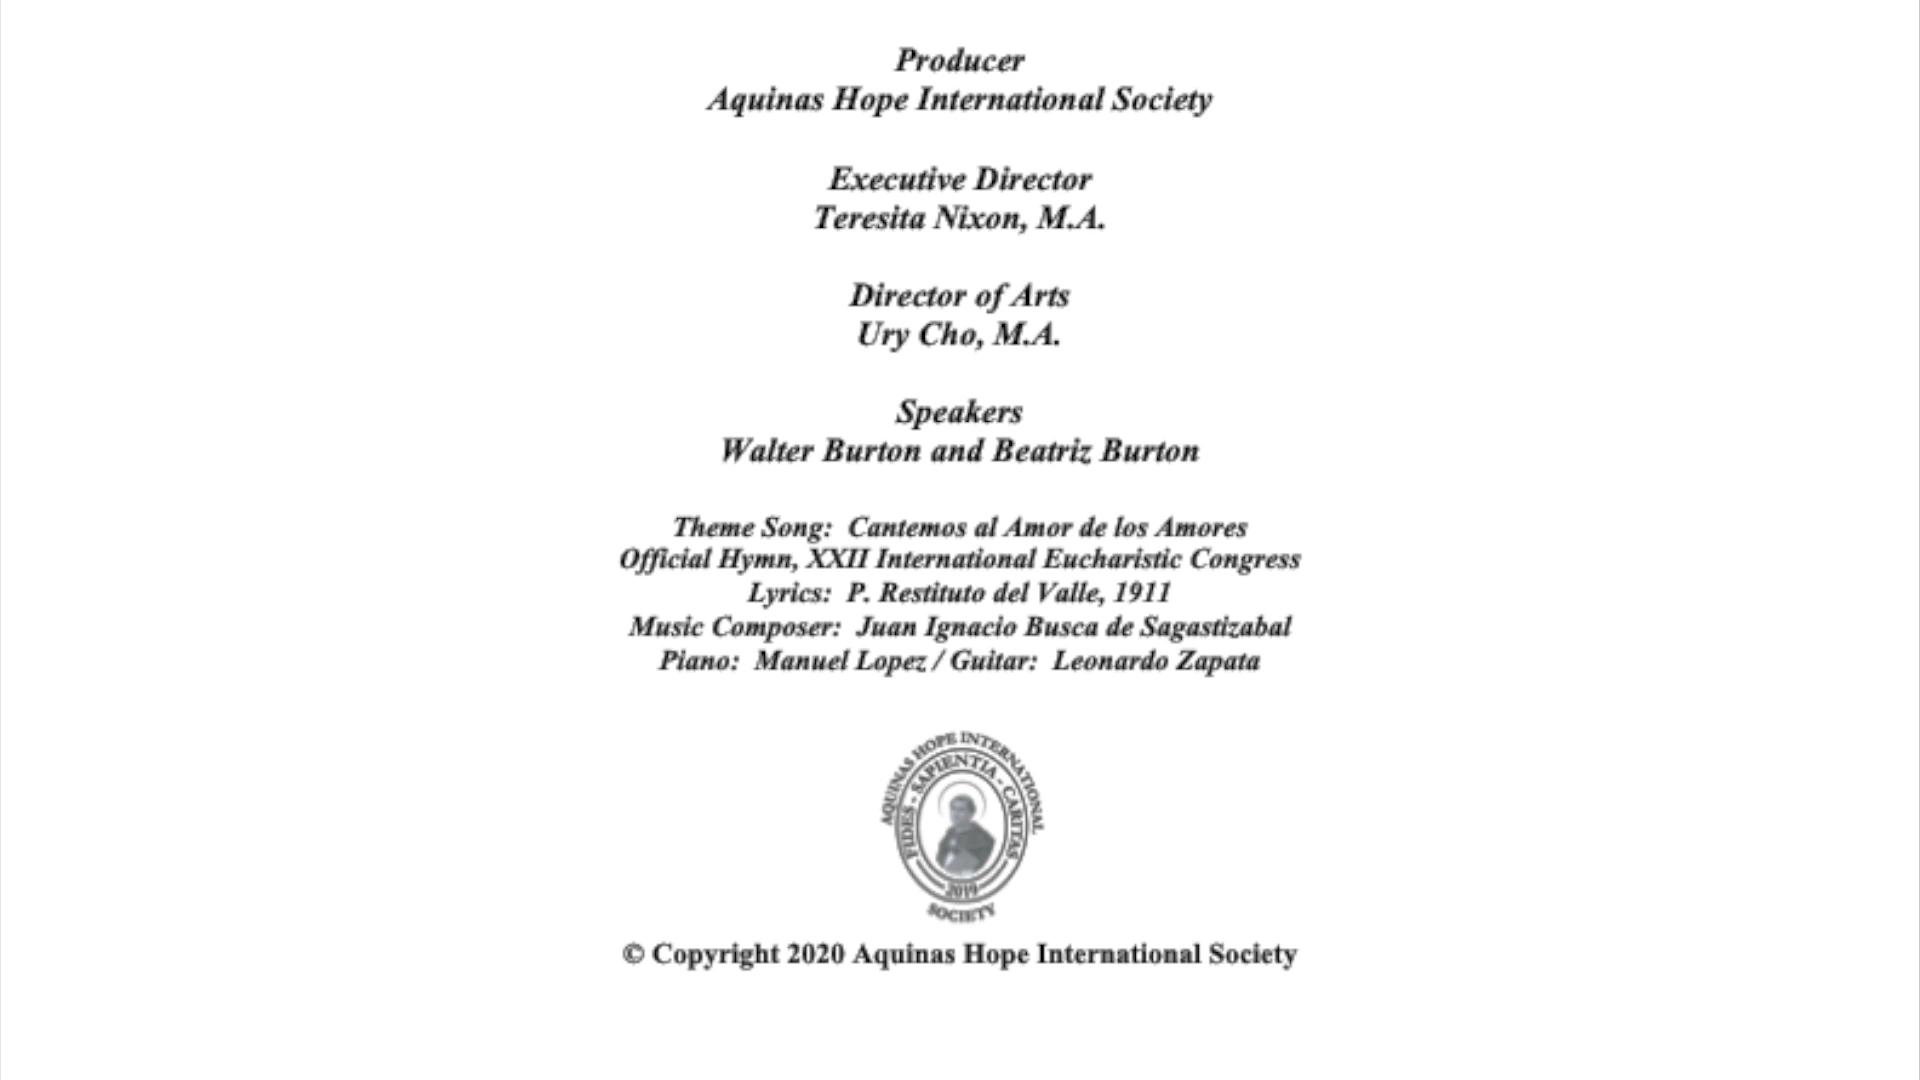 Producer
Aquinas Hope International Society
Executive Director
Teresita Nixon, M.A.
Director of Arts
Ury Cho, M.A.
Speakers
Walter Burton and Beatriz Burton
Theme Song: Cantemos al Amor de los Amores
Official Hymn, XXII International Eucharistic Congress
Lyrics: P. Restituto del Valle, 1911
Music Composer: Juan Ignacio Busca de Sagastizabal
Piano: Manuel Lopez / Guitar: Leonardo Zapata
AQUINAS HOPE INTERNATIONAL
FIDES - SAPIENTIA - CARITAS
2019
SOCIETY
© Copyright 2020 Aquinas Hope International Society